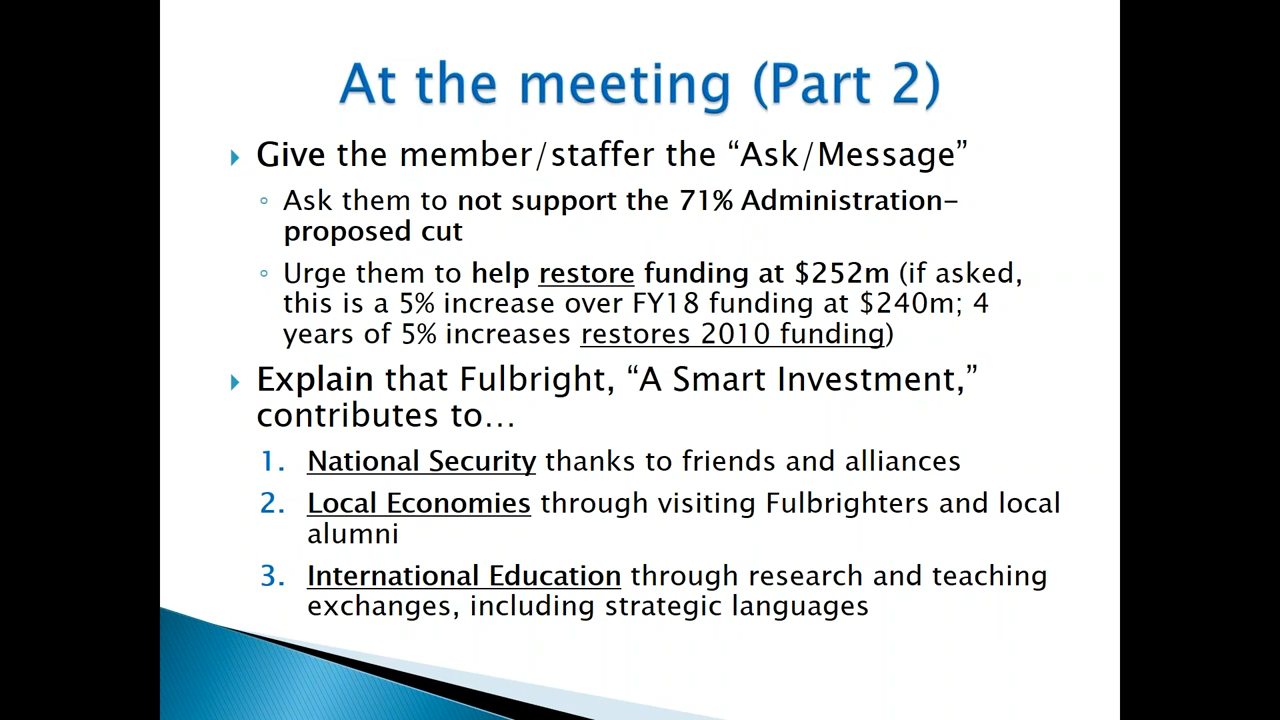 At the meeting (Part 2)
Give the member/staffer the “Ask/Message”
Ask them to not support the 71% Administration-
proposed cut
Urge them to help restore funding at $252m (if asked,
this is a 5% increase over FY18 funding at $240m; 4
years of 5% increases restores 2010 funding)
Explain that Fulbright, “A Smart Investment,”
contributes to…
1. National Security thanks to friends and alliances
2. Local Economies through visiting Fulbrighters and local
alumni
3. International Education through research and teaching
exchanges, including strategic languages